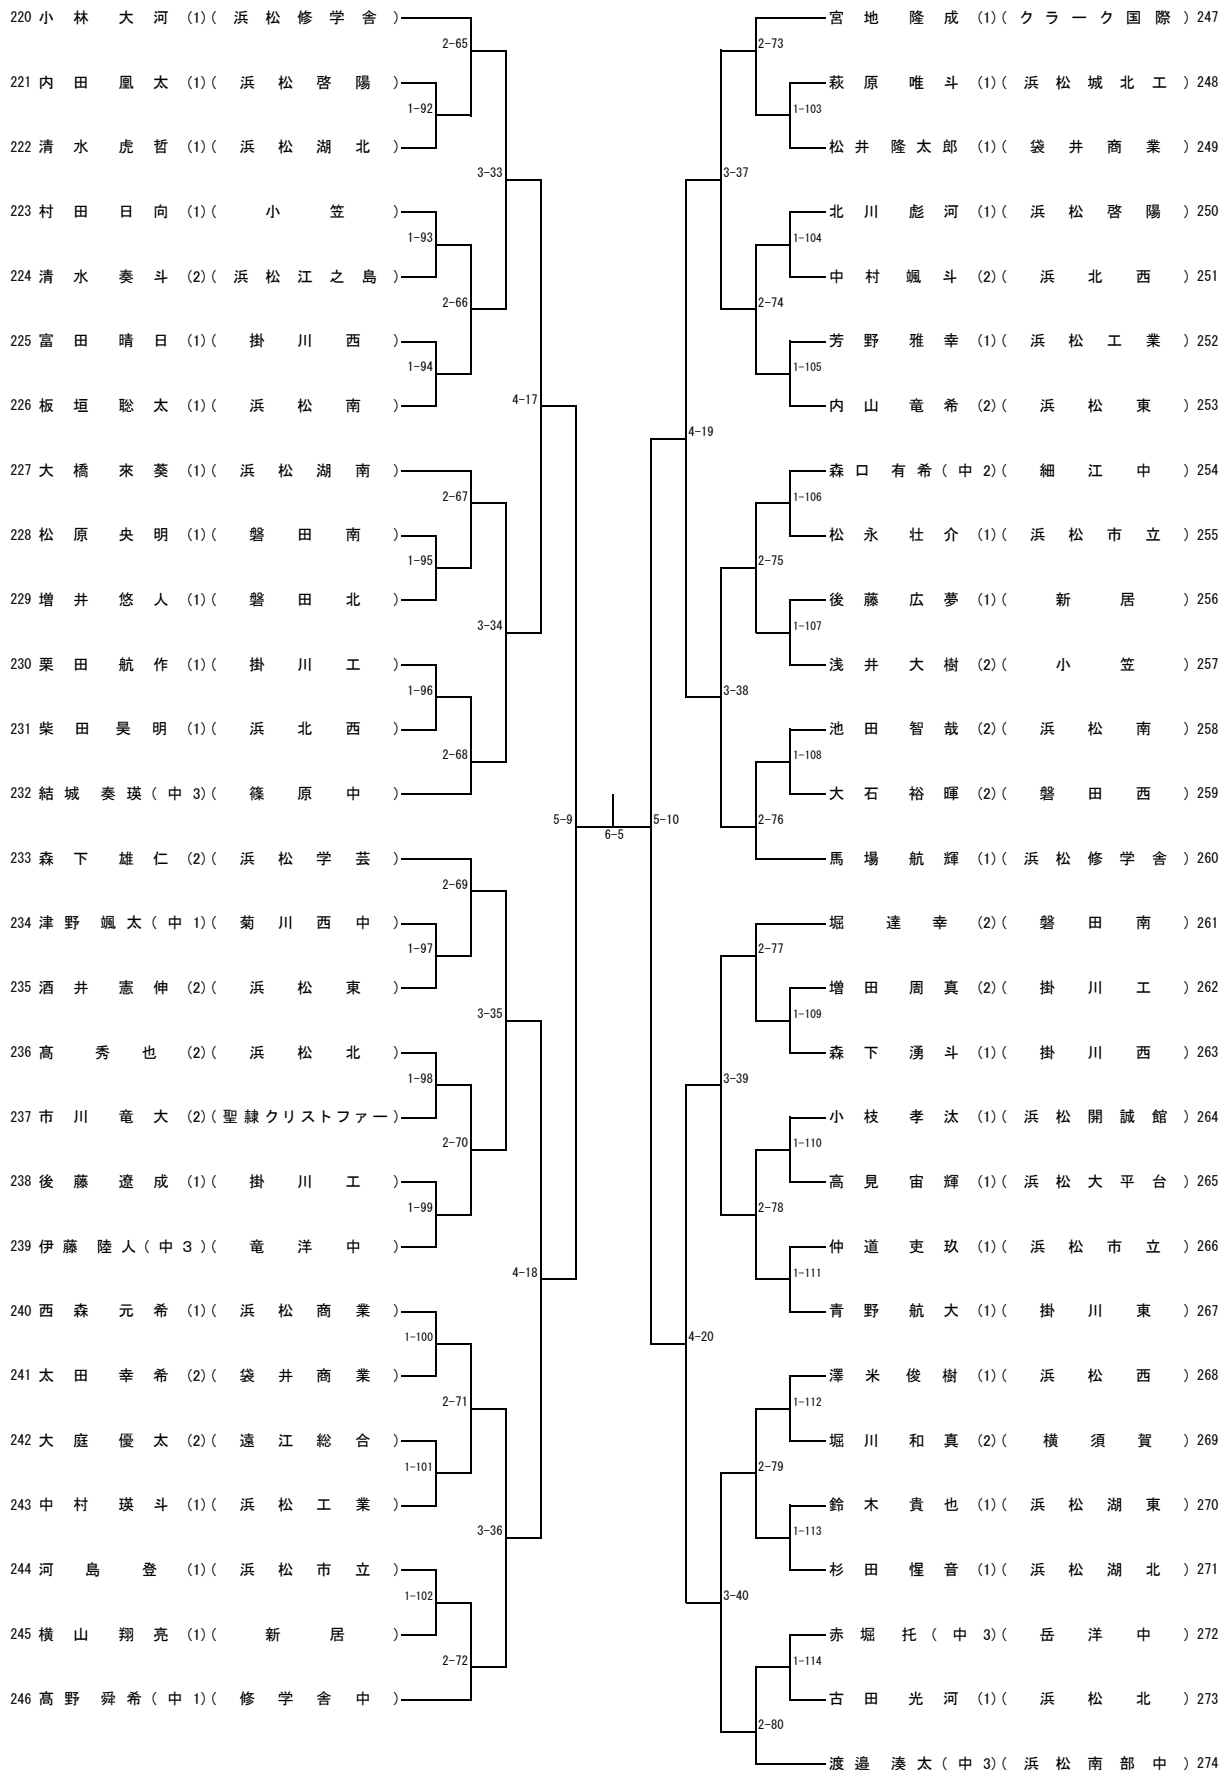 220 小林 大河 (1)(浜松修学舎)
2-65
221 内田 凰太 (1)(浜松啓陽)
1-92
222 清水 虎哲 (1)(浜松湖北)
3-33
223 村田 日向 (1)(小笠)
1-93
224 清水 奏斗 (2)(浜松江之島)
2-66
225 富田 晴日 (1)(掛川西)
1-94
226 板垣 聡太 (1)(浜松南)
4-17
227 大橋 來葵 (1)(浜松湖南)
2-67
228 松原 央明 (1)(磐田南)
1-95
229 増井 悠人 (1)(磐田北)
3-34
230 栗田 航作 (1)(掛川工)
1-96
231 柴田 昊明 (1)(浜北西)
2-68
232 結城 奏瑛(中3)(篠原中)
5-9
6-5
233 森下 雄仁 (2)(浜松学芸)
2-69
234 津野 颯太(中1)(菊川西中)
1-97
235 酒井 憲伸 (2)(浜松東)
3-35
236 髙 秀也 (2)(浜松北)
1-98
237 市川 竜大 (2)(聖隷クリストファー)
2-70
238 後藤 遼成 (1)(掛川工)
1-99
239 伊藤 陸人(中3)(竜洋中)
4-18
240 西森 元希 (1)(浜松商業)
1-100
241 太田 幸希 (2)(袋井商業)
2-71
242 大庭 優太 (2)(遠江総合)
1-101
243 中村 瑛斗 (1)(浜松工業)
3-36
244 河島 登 (1)(浜松市立)
1-102
245 横山 翔亮 (1)(新居)
2-72
246 髙野 舜希(中1)(修学舎中)
宮地 隆成 (1)(クラーク国際) 247
2-73
萩原 唯斗 (1)(浜松城北工) 248
1-103
松井 隆太郎 (1)(袋井商業) 249
3-37
北川 彪河 (1)(浜松啓陽) 250
1-104
中村 颯斗 (2)(浜北西) 251
2-74
芳野 雅幸 (1)(浜松工業) 252
1-105
内山 竜希 (2)(浜松東) 253
4-19
森口 有希(中2)(細江中) 254
1-106
松永 壮介 (1)(浜松市立) 255
2-75
後藤 広夢 (1)(新居) 256
1-107
浅井 大樹 (2)(小笠) 257
3-38
池田 智哉 (2)(浜松南) 258
1-108
大石 裕暉 (2)(磐田西) 259
2-76
5-10
馬場 航輝 (1)(浜松修学舎) 260
堀 達幸 (2)(磐田南) 261
2-77
増田 周真 (2)(掛川工) 262
1-109
森下 湧斗 (1)(掛川西) 263
3-39
小枝 孝汰 (1)(浜松開誠館) 264
1-110
高見 宙輝 (1)(浜松大平台) 265
2-78
仲道 吏玖 (1)(浜松市立) 266
1-111
青野 航大 (1)(掛川東) 267
4-20
澤米 俊樹 (1)(浜松西) 268
1-112
堀川 和真 (2)(横須賀) 269
2-79
鈴木 貴也 (1)(浜松湖東) 270
1-113
杉田 惺音 (1)(浜松湖北) 271
3-40
赤堀 托(中3)(岳洋中) 272
1-114
古田 光河 (1)(浜松北) 273
2-80
渡邉 湊太(中3)(浜松南部中) 274